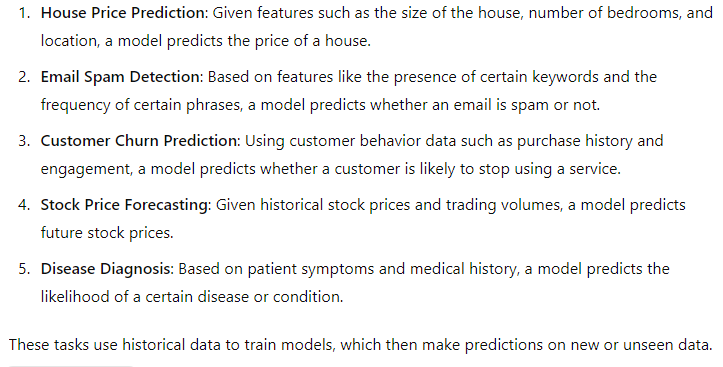 1. House Price Prediction: Given features such as the size of the house, number of bedrooms, and
location, a model predicts the price of a house.
2. Email Spam Detection: Based on features like the presence of certain keywords and the
frequency of certain phrases, a model predicts whether an email is spam or not.
3. Customer Churn Prediction: Using customer behavior data such as purchase history and
engagement, a model predicts whether a customer is likely to stop using a service.
4. Stock Price Forecasting: Given historical stock prices and trading volumes, a model predicts
future stock prices.
5. Disease Diagnosis: Based on patient symptoms and medical history, a model predicts the
likelihood of a certain disease or condition.
These tasks use historical data to train models, which then make predictions on new or unseen data.